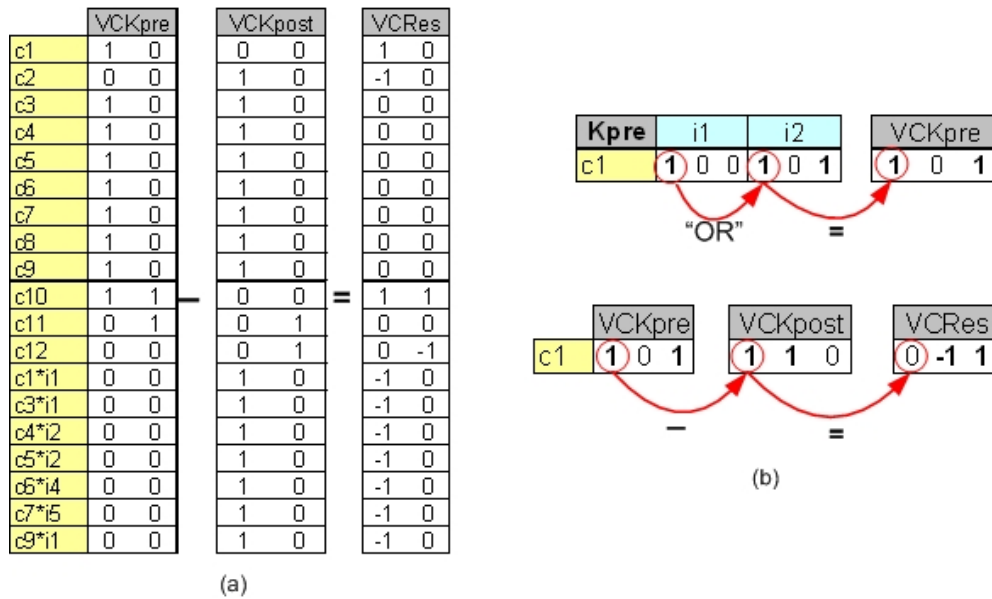 VCKpre VCKpost VCRes
c1 1 0 0 0 1 0
c2 0 0 1 0 -1 0
c3 1 0 1 0 0 0
c4 1 0 1 0 0 0
c5 1 0 1 0 0 0
c6 1 0 1 0 0 0
c7 1 0 1 0 0 0
c8 1 0 1 0 0 0
c9 1 0 1 0 0 0
c10 1 1 – 0 0 = 1 1
c11 0 1 0 1 0 0
c12 0 0 0 1 0 -1
c1*i1 0 0 1 0 -1 0
c3*i1 0 0 1 0 -1 0
c4*i2 0 0 1 0 -1 0
c5*i2 0 0 1 0 -1 0
c6*i4 0 0 1 0 -1 0
c7*i5 0 0 1 0 -1 0
c9*i1 0 0 1 0 -1 0
(a)
Kpre i1 i2 VCKpre
c1 1 0 0 1 0 1 1 0 1
“OR” =
VCKpre VCKpost VCRes
c1 1 0 1 1 1 0 0 -1 1
– =
(b)